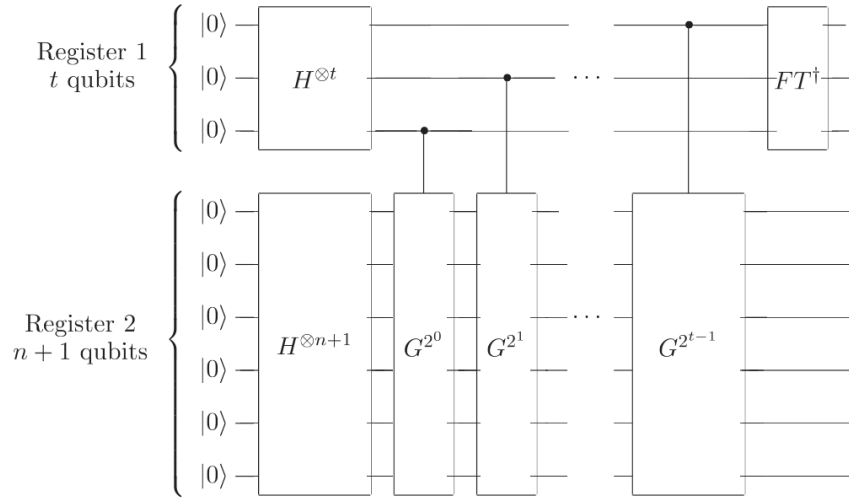 Register 1
t qubits
|0⟩
|0⟩
|0⟩
H^{⊗t}
· · ·
FT^†
Register 2
n + 1 qubits
|0⟩
|0⟩
|0⟩
|0⟩
|0⟩
|0⟩
H^{⊗n+1}
G^{2^0}
G^{2^1}
· · ·
G^{2^{t−1}}